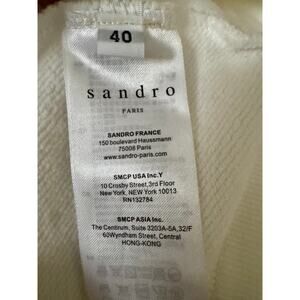 40
sandro
PARIS
SANDRO FRANCE
150 boulevard Haussmann
75008 Paris
www.sandro-paris.com
SMCP USA Inc.Y
10 Crosby Street,3rd Floor
New York, NEW York 10013
RN132784
SMCP ASIA Inc.
The Centrium, Suite 3203A-5A,32/F
60Wyndham Street, Central
HONG-KONG